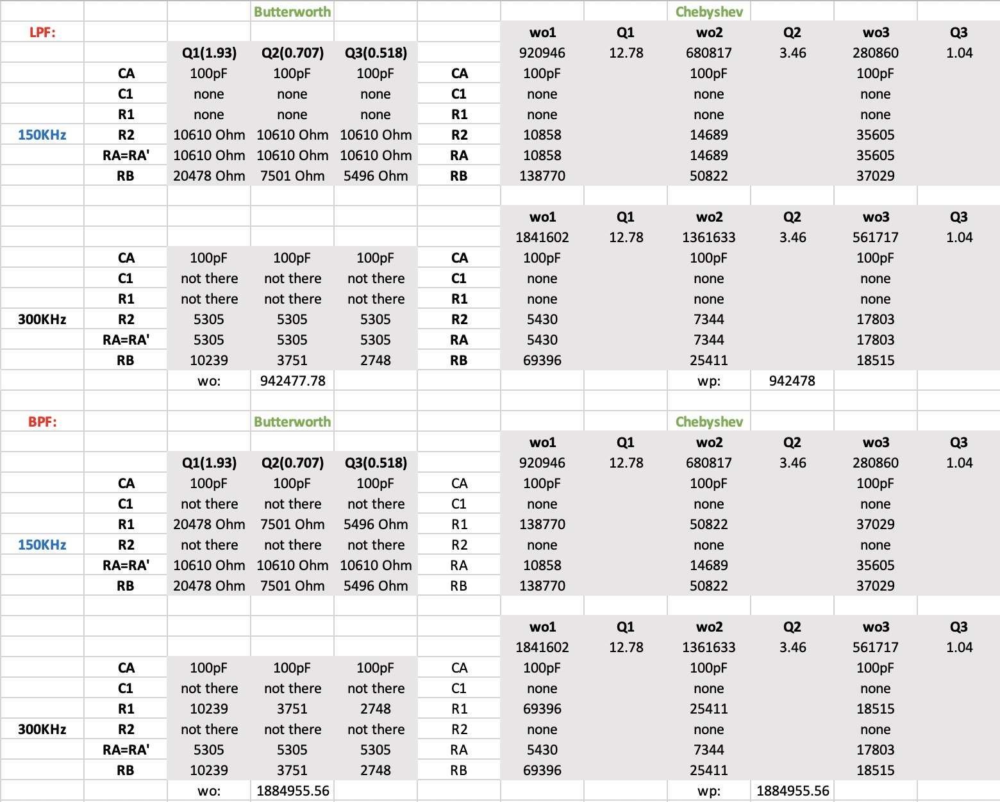 Butterworth Chebyshev
LPF: wo1 Q1 wo2 Q2 wo3 Q3
Q1(1.93) Q2(0.707) Q3(0.518) 920946 12.78 680817 3.46 280860 1.04
CA 100pF 100pF 100pF CA 100pF 100pF 100pF
C1 none none none C1 none none none
R1 none none none R1 none none none
150KHz R2 10610 Ohm 10610 Ohm 10610 Ohm R2 10858 14689 35605
RA=RA' 10610 Ohm 10610 Ohm 10610 Ohm RA 10858 14689 35605
RB 20478 Ohm 7501 Ohm 5496 Ohm RB 138770 50822 37029
wo1 Q1 wo2 Q2 wo3 Q3
1841602 12.78 1361633 3.46 561717 1.04
CA 100pF 100pF 100pF CA 100pF 100pF 100pF
C1 not there not there not there C1 none none none
R1 not there not there not there R1 none none none
300KHz R2 5305 5305 5305 R2 5430 7344 17803
RA=RA' 5305 5305 5305 RA 5430 7344 17803
RB 10239 3751 2748 RB 69396 25411 18515
wo: 942477.78 wp: 942478
BPF: Butterworth Chebyshev
wo1 Q1 wo2 Q2 wo3 Q3
Q1(1.93) Q2(0.707) Q3(0.518) 920946 12.78 680817 3.46 280860 1.04
CA 100pF 100pF 100pF CA 100pF 100pF 100pF
C1 not there not there not there C1 none none none
R1 20478 Ohm 7501 Ohm 5496 Ohm R1 138770 50822 37029
150KHz R2 not there not there not there R2 none none none
RA=RA' 10610 Ohm 10610 Ohm 10610 Ohm RA 10858 14689 35605
RB 20478 Ohm 7501 Ohm 5496 Ohm RB 138770 50822 37029
wo1 Q1 wo2 Q2 wo3 Q3
1841602 12.78 1361633 3.46 561717 1.04
CA 100pF 100pF 100pF CA 100pF 100pF 100pF
C1 not there not there not there C1 none none none
R1 10239 3751 2748 R1 69396 25411 18515
300KHz R2 not there not there not there R2 none none none
RA=RA' 5305 5305 5305 RA 5430 7344 17803
RB 10239 3751 2748 RB 69396 25411 18515
wo: 1884955.56 wp: 1884955.56